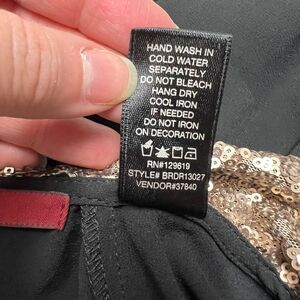 HAND WASH IN
COLD WATER
SEPARATELY
DO NOT BLEACH
HANG DRY
COOL IRON
IF NEEDED
DO NOT IRON
ON DECORATION
RN#129619
STYLE# BRDR13027
VENDOR#37840